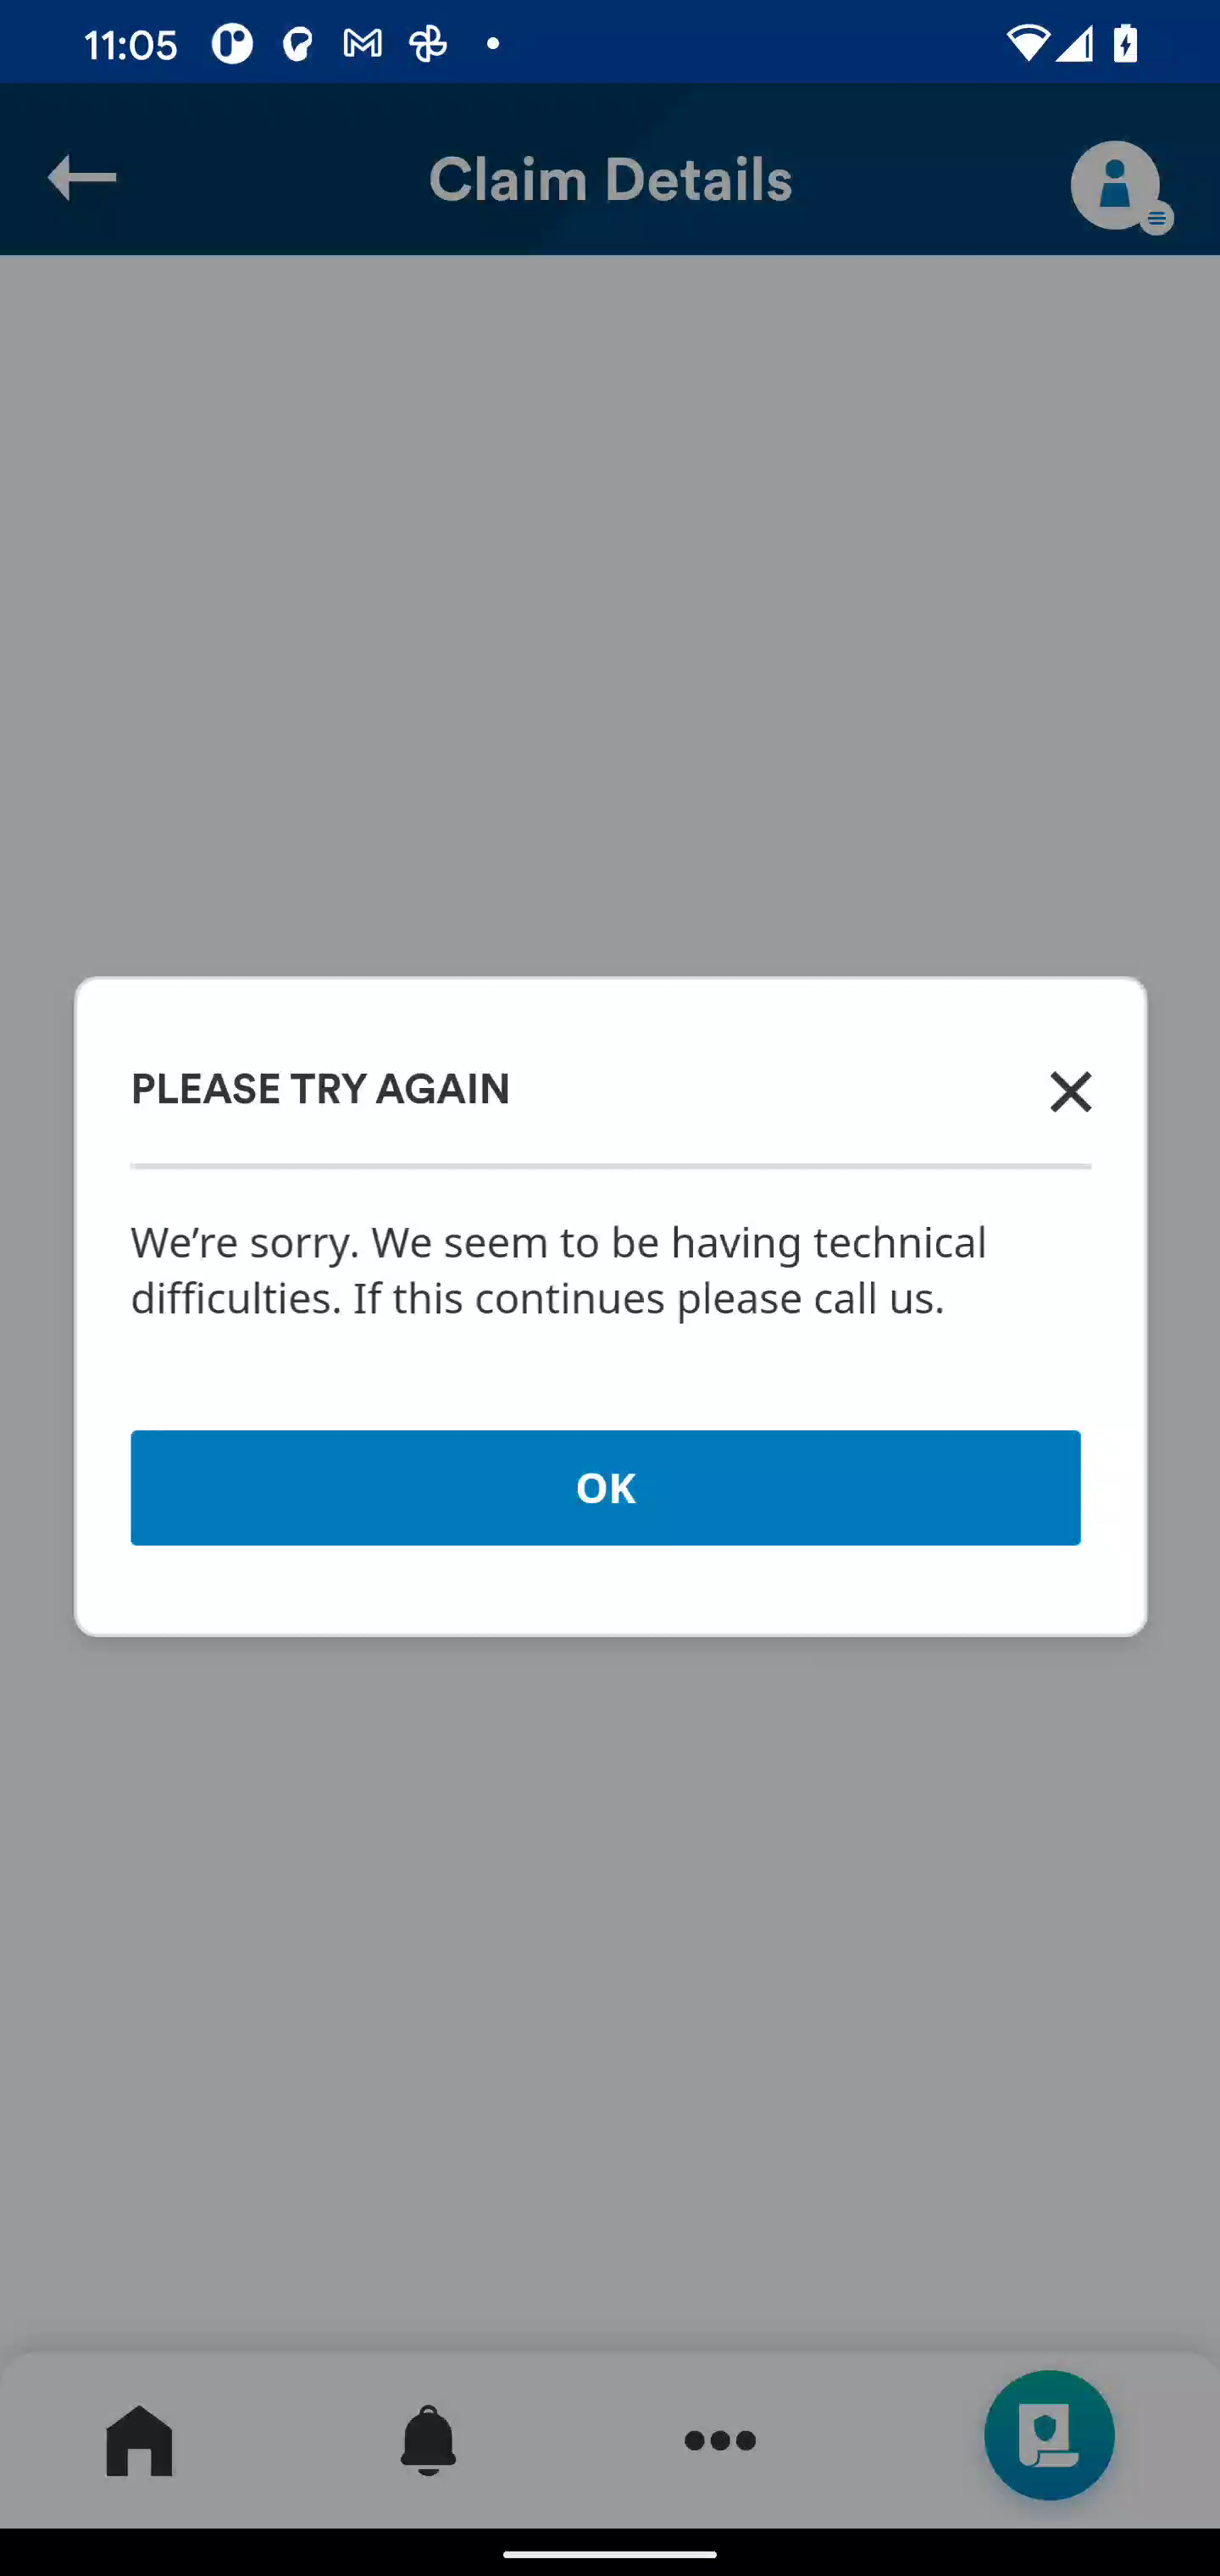 11:05
Claim Details
PLEASE TRY AGAIN
We’re sorry. We seem to be having technical
difficulties. If this continues please call us.
OK